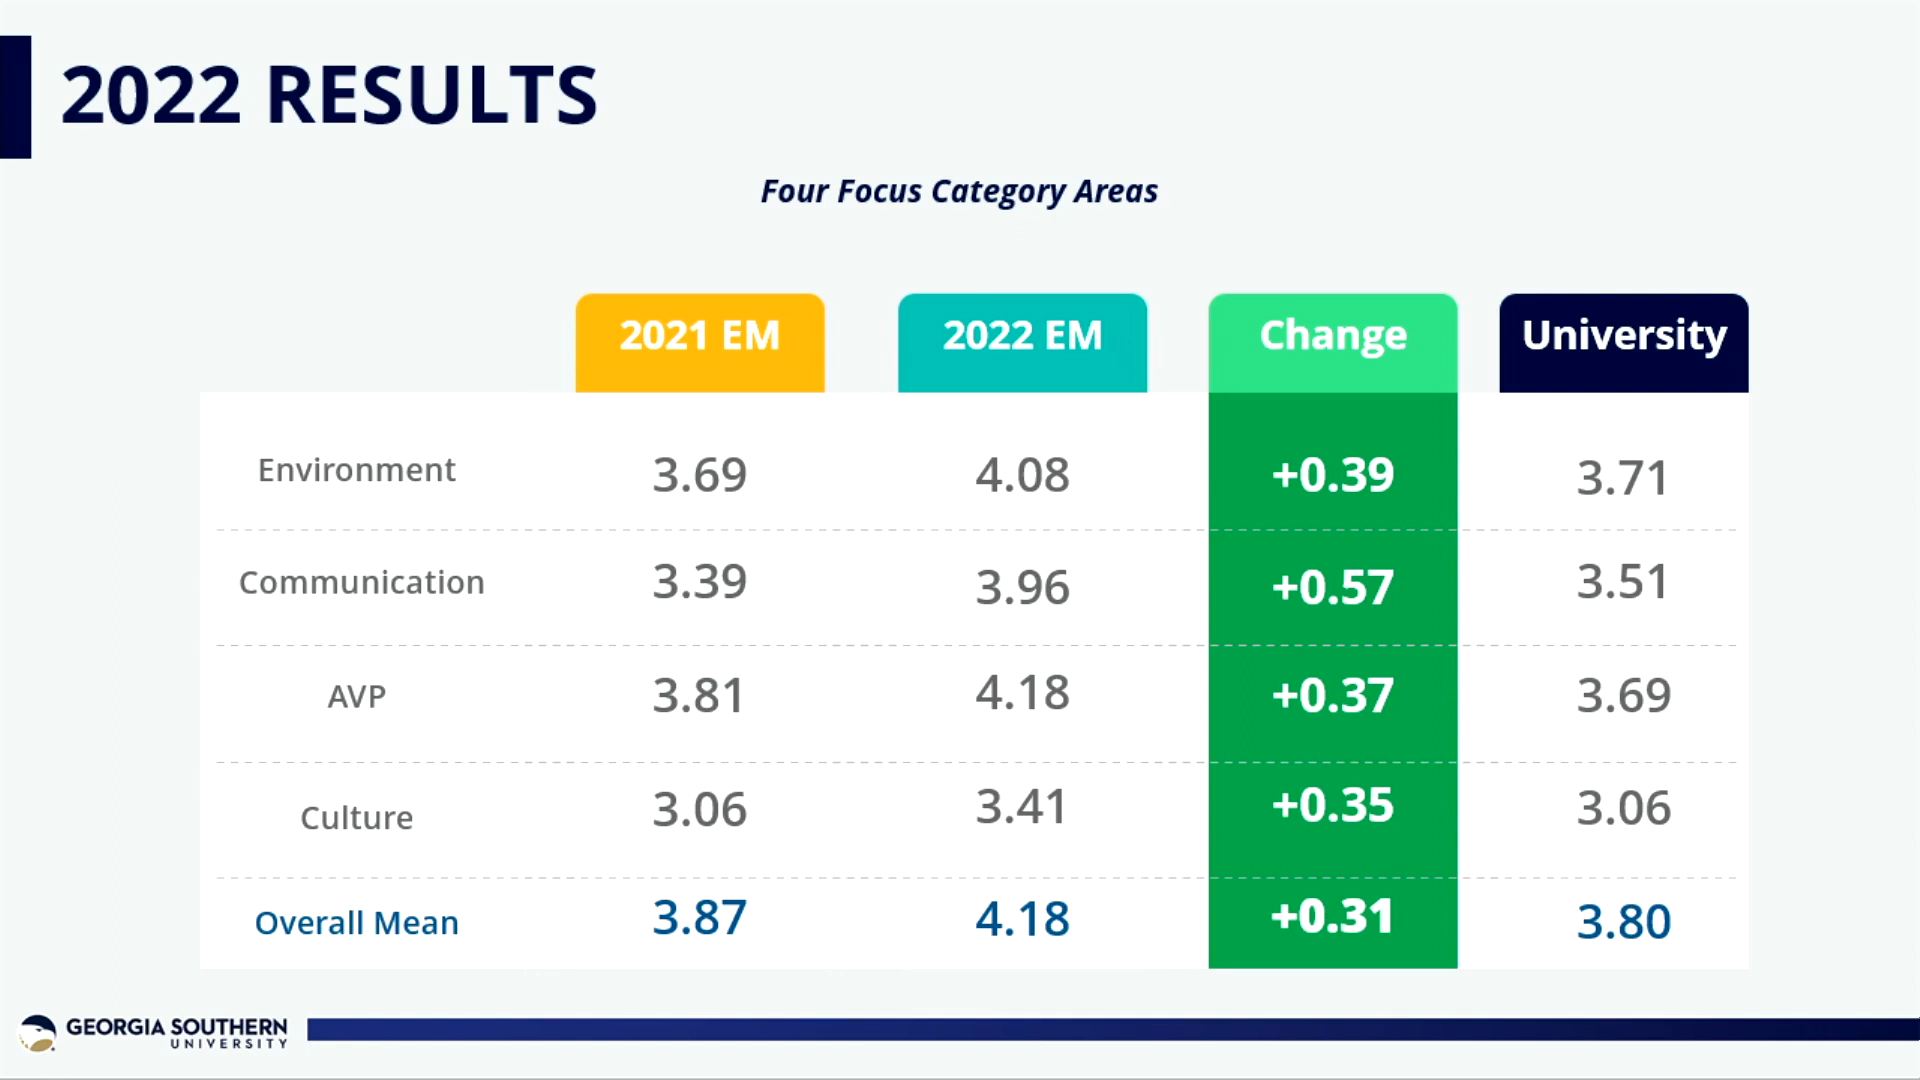 2022 RESULTS
Four Focus Category Areas
2021 EM 2022 EM Change University
Environment 3.69 4.08 +0.39 3.71
Communication 3.39 3.96 +0.57 3.51
AVP 3.81 4.18 +0.37 3.69
Culture 3.06 3.41 +0.35 3.06
Overall Mean 3.87 4.18 +0.31 3.80
GEORGIA SOUTHERN
UNIVERSITY